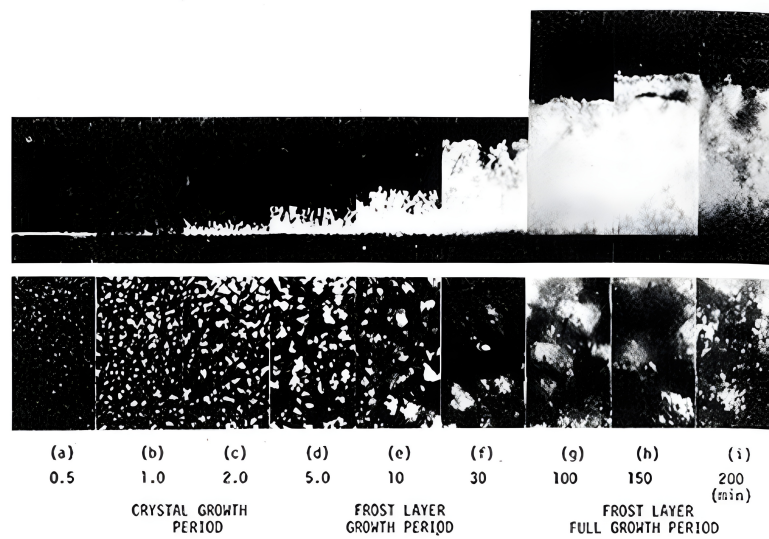 (a) (b) (c) (d) (e) (f) (g) (h) (i)
0.5 1.0 2.0 5.0 10 30 100 150 200
(min)
CRYSTAL GROWTH FROST LAYER FROST LAYER
PERIOD GROWTH PERIOD FULL GROWTH PERIOD